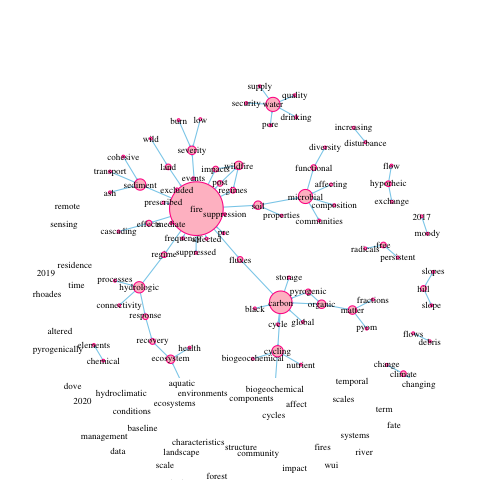 supply
quality
security
water
pore
drinking
burn
low
increasing
disturbance
wild
severity
diversity
cohesive
land
impacts
wildfire
functional
flow
transport
events
post
affecting
hypotheic
sediment
excluded
regimes
ash
microbial
prescribed
soil
composition
exchange
remote
fire
suppression
properties
communities
2017
sensing
effects
mediate
cascading
pre
moody
frequent
affected
free
radicals
regime
suppressed
fluxes
persistent
residence
2019
processes
storage
slopes
time
hydrologic
pyrogenic
hill
rhoades
carbon
organic
fractions
connectivity
black
matter
slope
response
cycle
global
pyom
altered
flows
recovery
debris
pyrogenically
elements
health
cycling
chemical
ecosystem
biogeochemical
nutrient
change
climate
dove
aquatic
temporal
changing
2020
hydroclimatic
environments
biogeochemical
components
scales
ecosystems
affect
term
conditions
cycles
baseline
fate
management
characteristics
systems
data
landscape
structure
fires
community
river
scale
impact
wui
forest